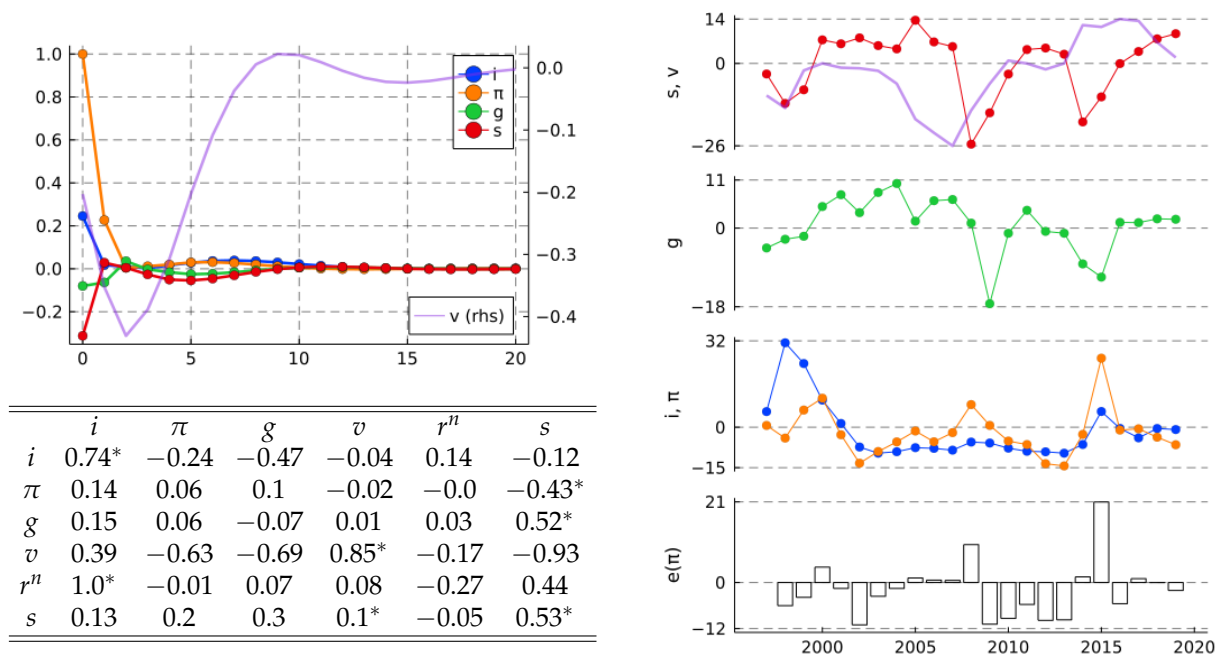 1.0
0.8
0.6
0.4
0.2
0.0
−0.2
0.0
−0.1
−0.2
−0.3
−0.4
i
π
g
s
v (rhs)
0 5 10 15 20
i π g v rⁿ s
i 0.74* −0.24 −0.47 −0.04 0.14 −0.12
π 0.14 0.06 0.1 −0.02 −0.0 −0.43*
g 0.15 0.06 −0.07 0.01 0.03 0.52*
v 0.39 −0.63 −0.69 0.85* −0.17 −0.93
rⁿ 1.0* −0.01 0.07 0.08 −0.27 0.44
s 0.13 0.2 0.3 0.1* −0.05 0.53*
s, v
14
0
−26
g
11
0
−18
i, π
32
0
−15
e(π)
21
0
−12
2000 2005 2010 2015 2020